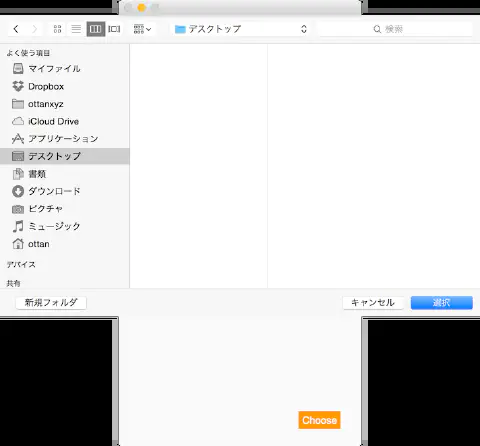 デスクトップ
検索
よく使う項目
マイファイル
Dropbox
ottanxyz
iCloud Drive
アプリケーション
デスクトップ
書類
ダウンロード
ピクチャ
ミュージック
ottan
デバイス
共有
新規フォルダ
キャンセル
選択
Choose